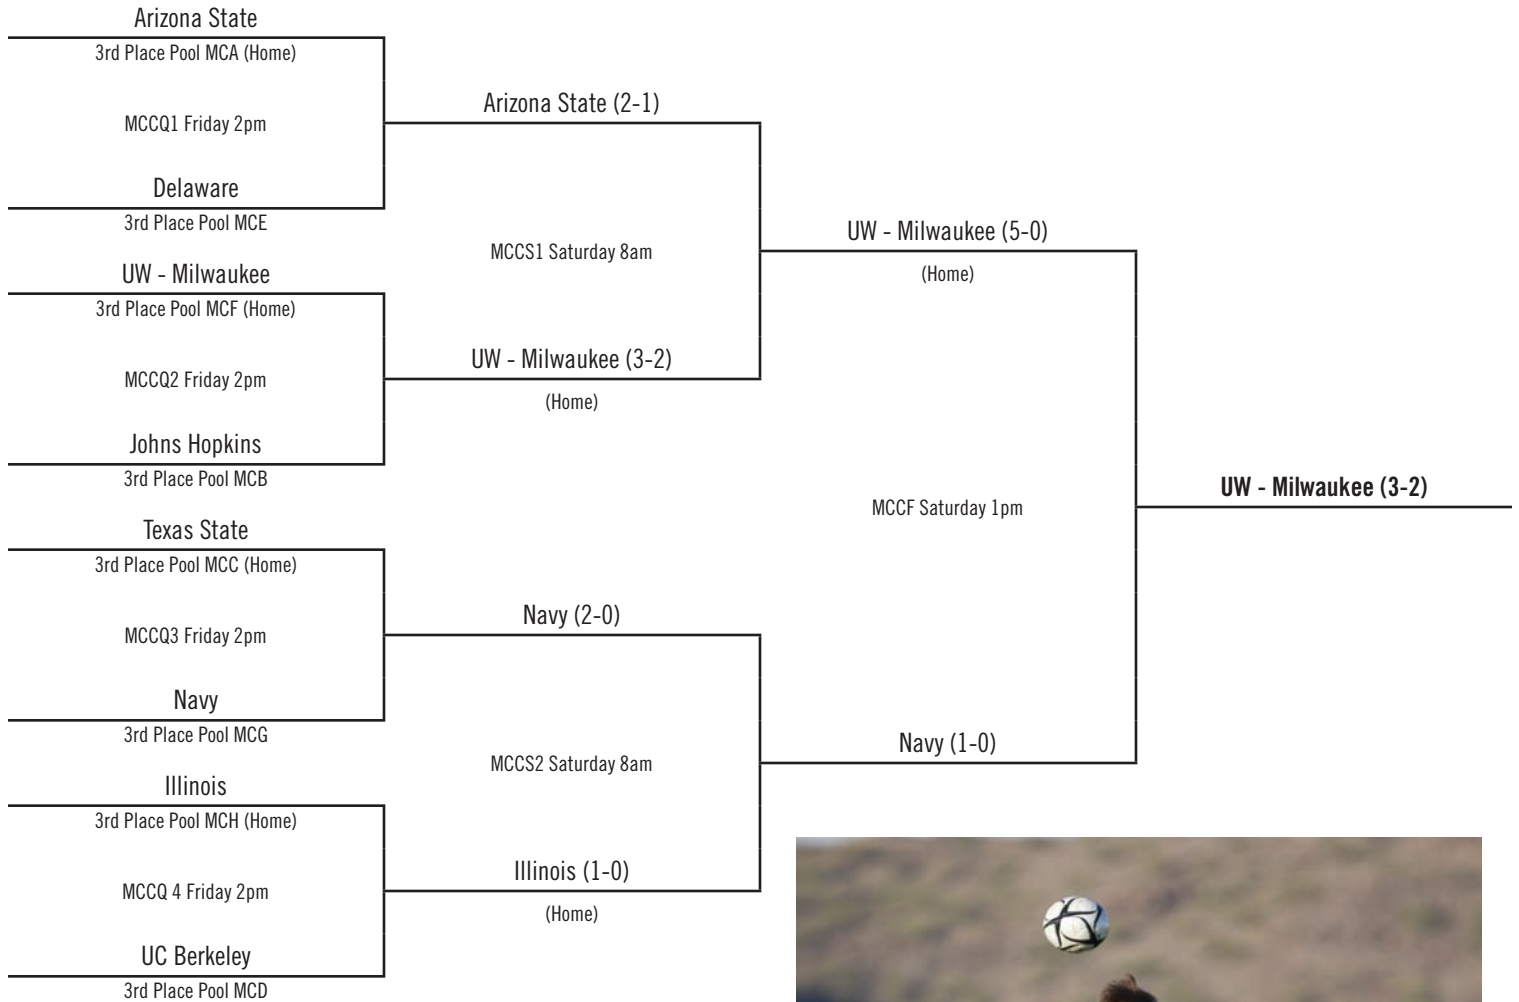 Arizona State
3rd Place Pool MCA (Home)
MCCQ1 Friday 2pm
Delaware
3rd Place Pool MCE
UW - Milwaukee
3rd Place Pool MCF (Home)
MCCQ2 Friday 2pm
Johns Hopkins
3rd Place Pool MCB
Texas State
3rd Place Pool MCC (Home)
MCCQ3 Friday 2pm
Navy
3rd Place Pool MCG
Illinois
3rd Place Pool MCH (Home)
MCCQ 4 Friday 2pm
UC Berkeley
3rd Place Pool MCD
Arizona State (2-1)
MCCS1 Saturday 8am
UW - Milwaukee (3-2)
(Home)
Navy (2-0)
MCCS2 Saturday 8am
Illinois (1-0)
(Home)
UW - Milwaukee (5-0)
(Home)
MCCF Saturday 1pm
Navy (1-0)
UW - Milwaukee (3-2)